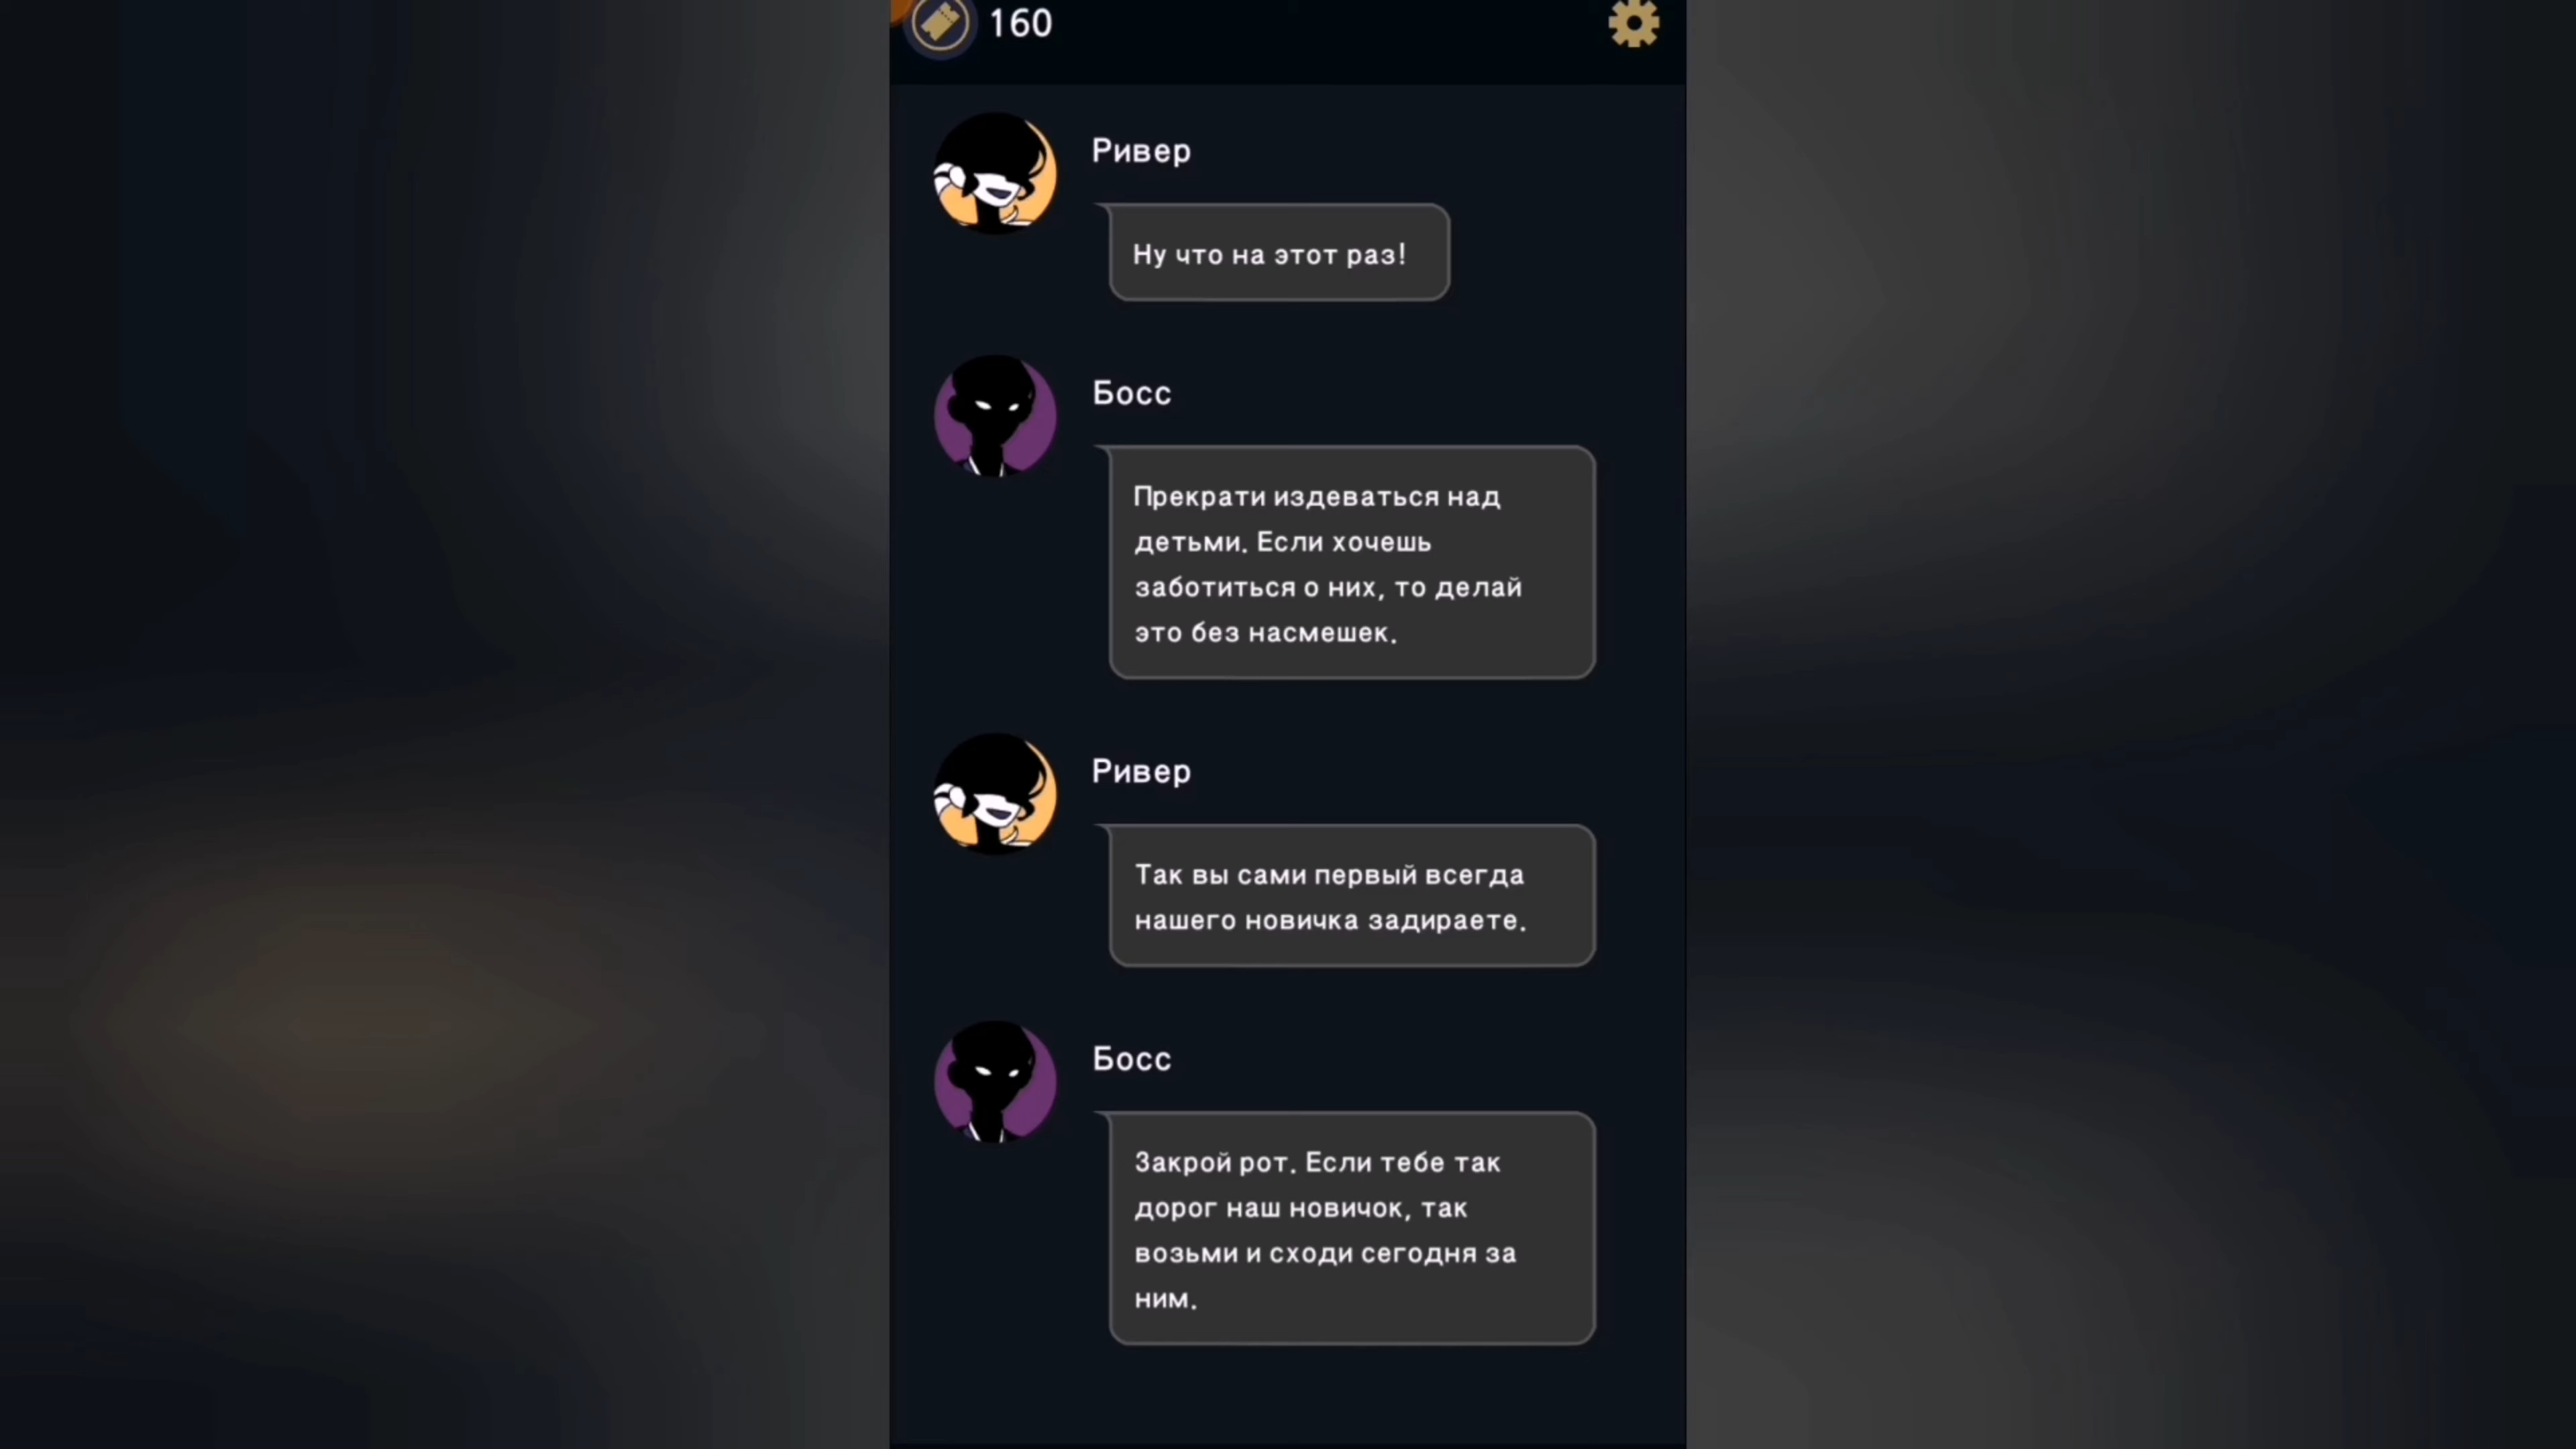 160
Ривер
Ну что на этот раз!
Босс
Прекрати издеваться над
детьми. Если хочешь
заботиться о них, то делай
это без насмешек.
Ривер
Так вы сами первый всегда
нашего новичка задираете.
Босс
Закрой рот. Если тебе так
дорог наш новичок, так
возьми и сходи сегодня за
ним.